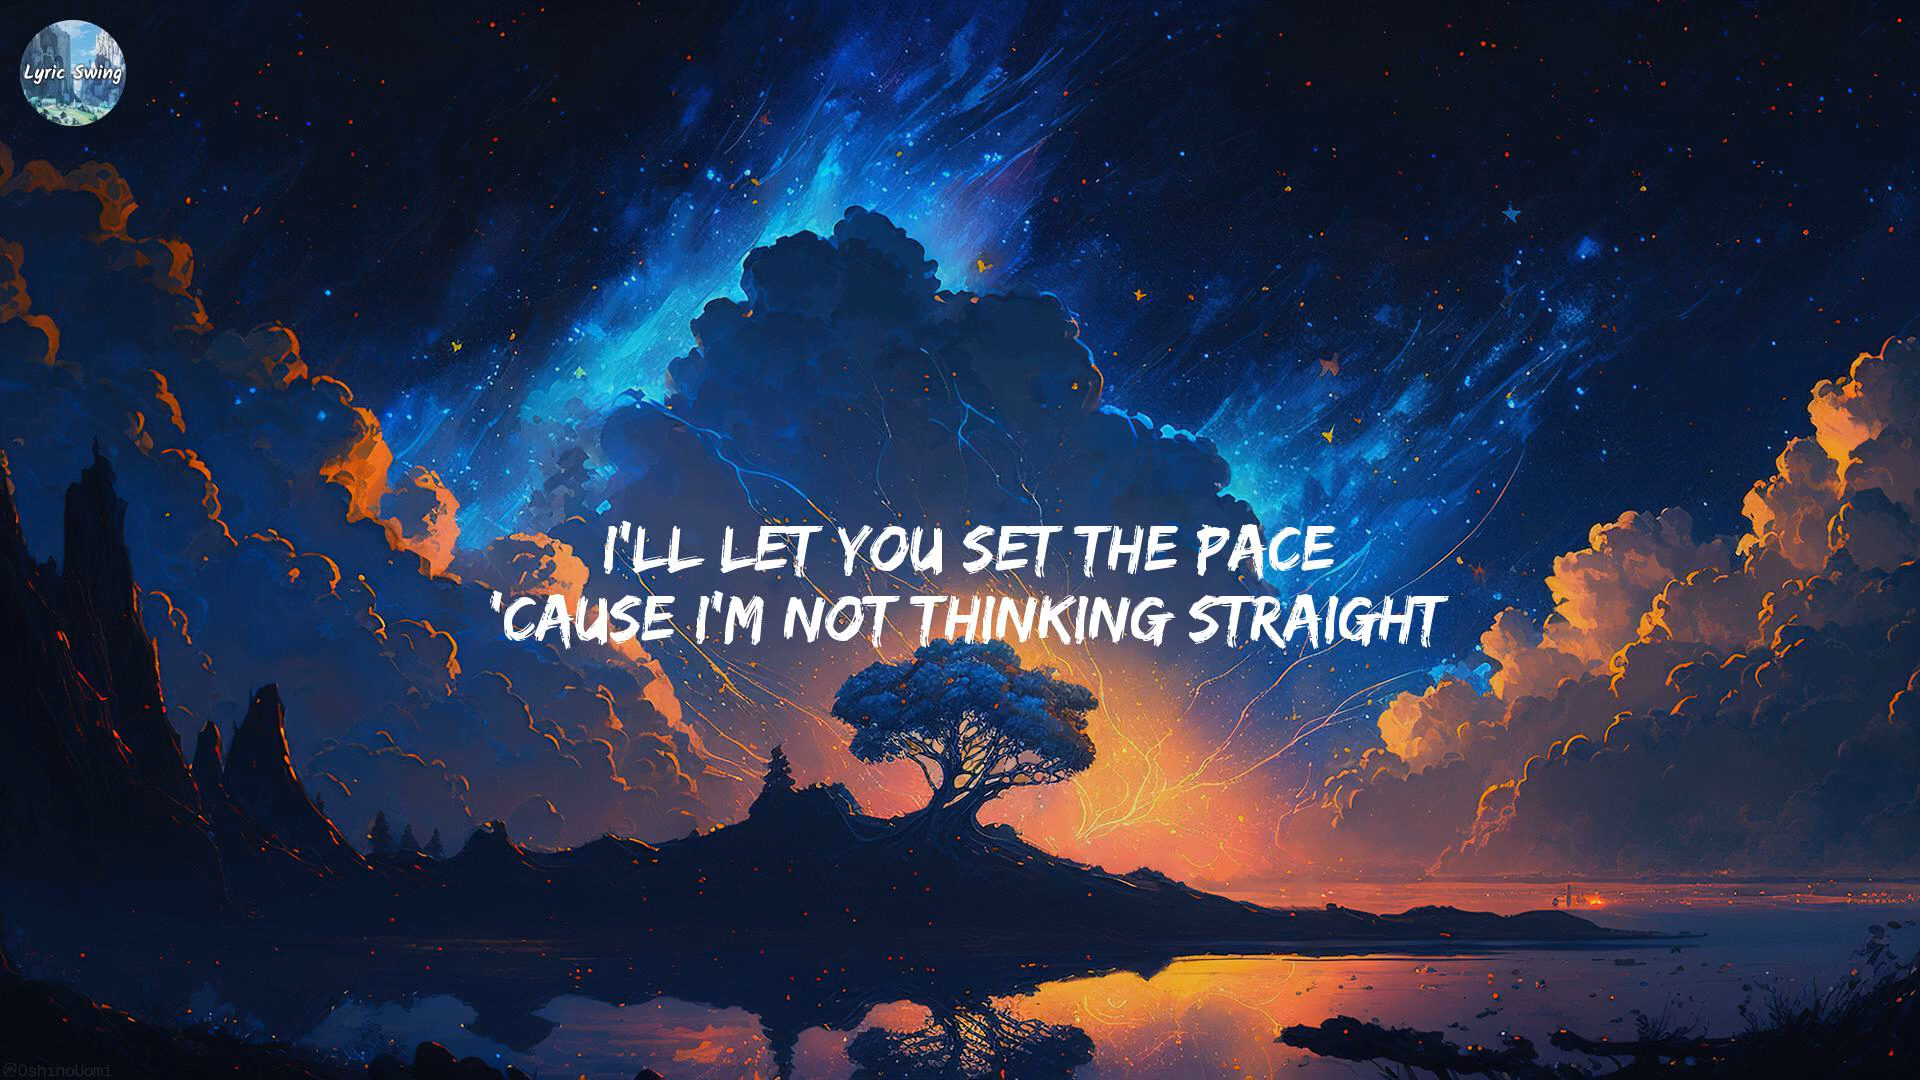 Lyric Swing
I'LL LET YOU SET THE PACE
'CAUSE I'M NOT THINKING STRAIGHT
@OshinoUomi